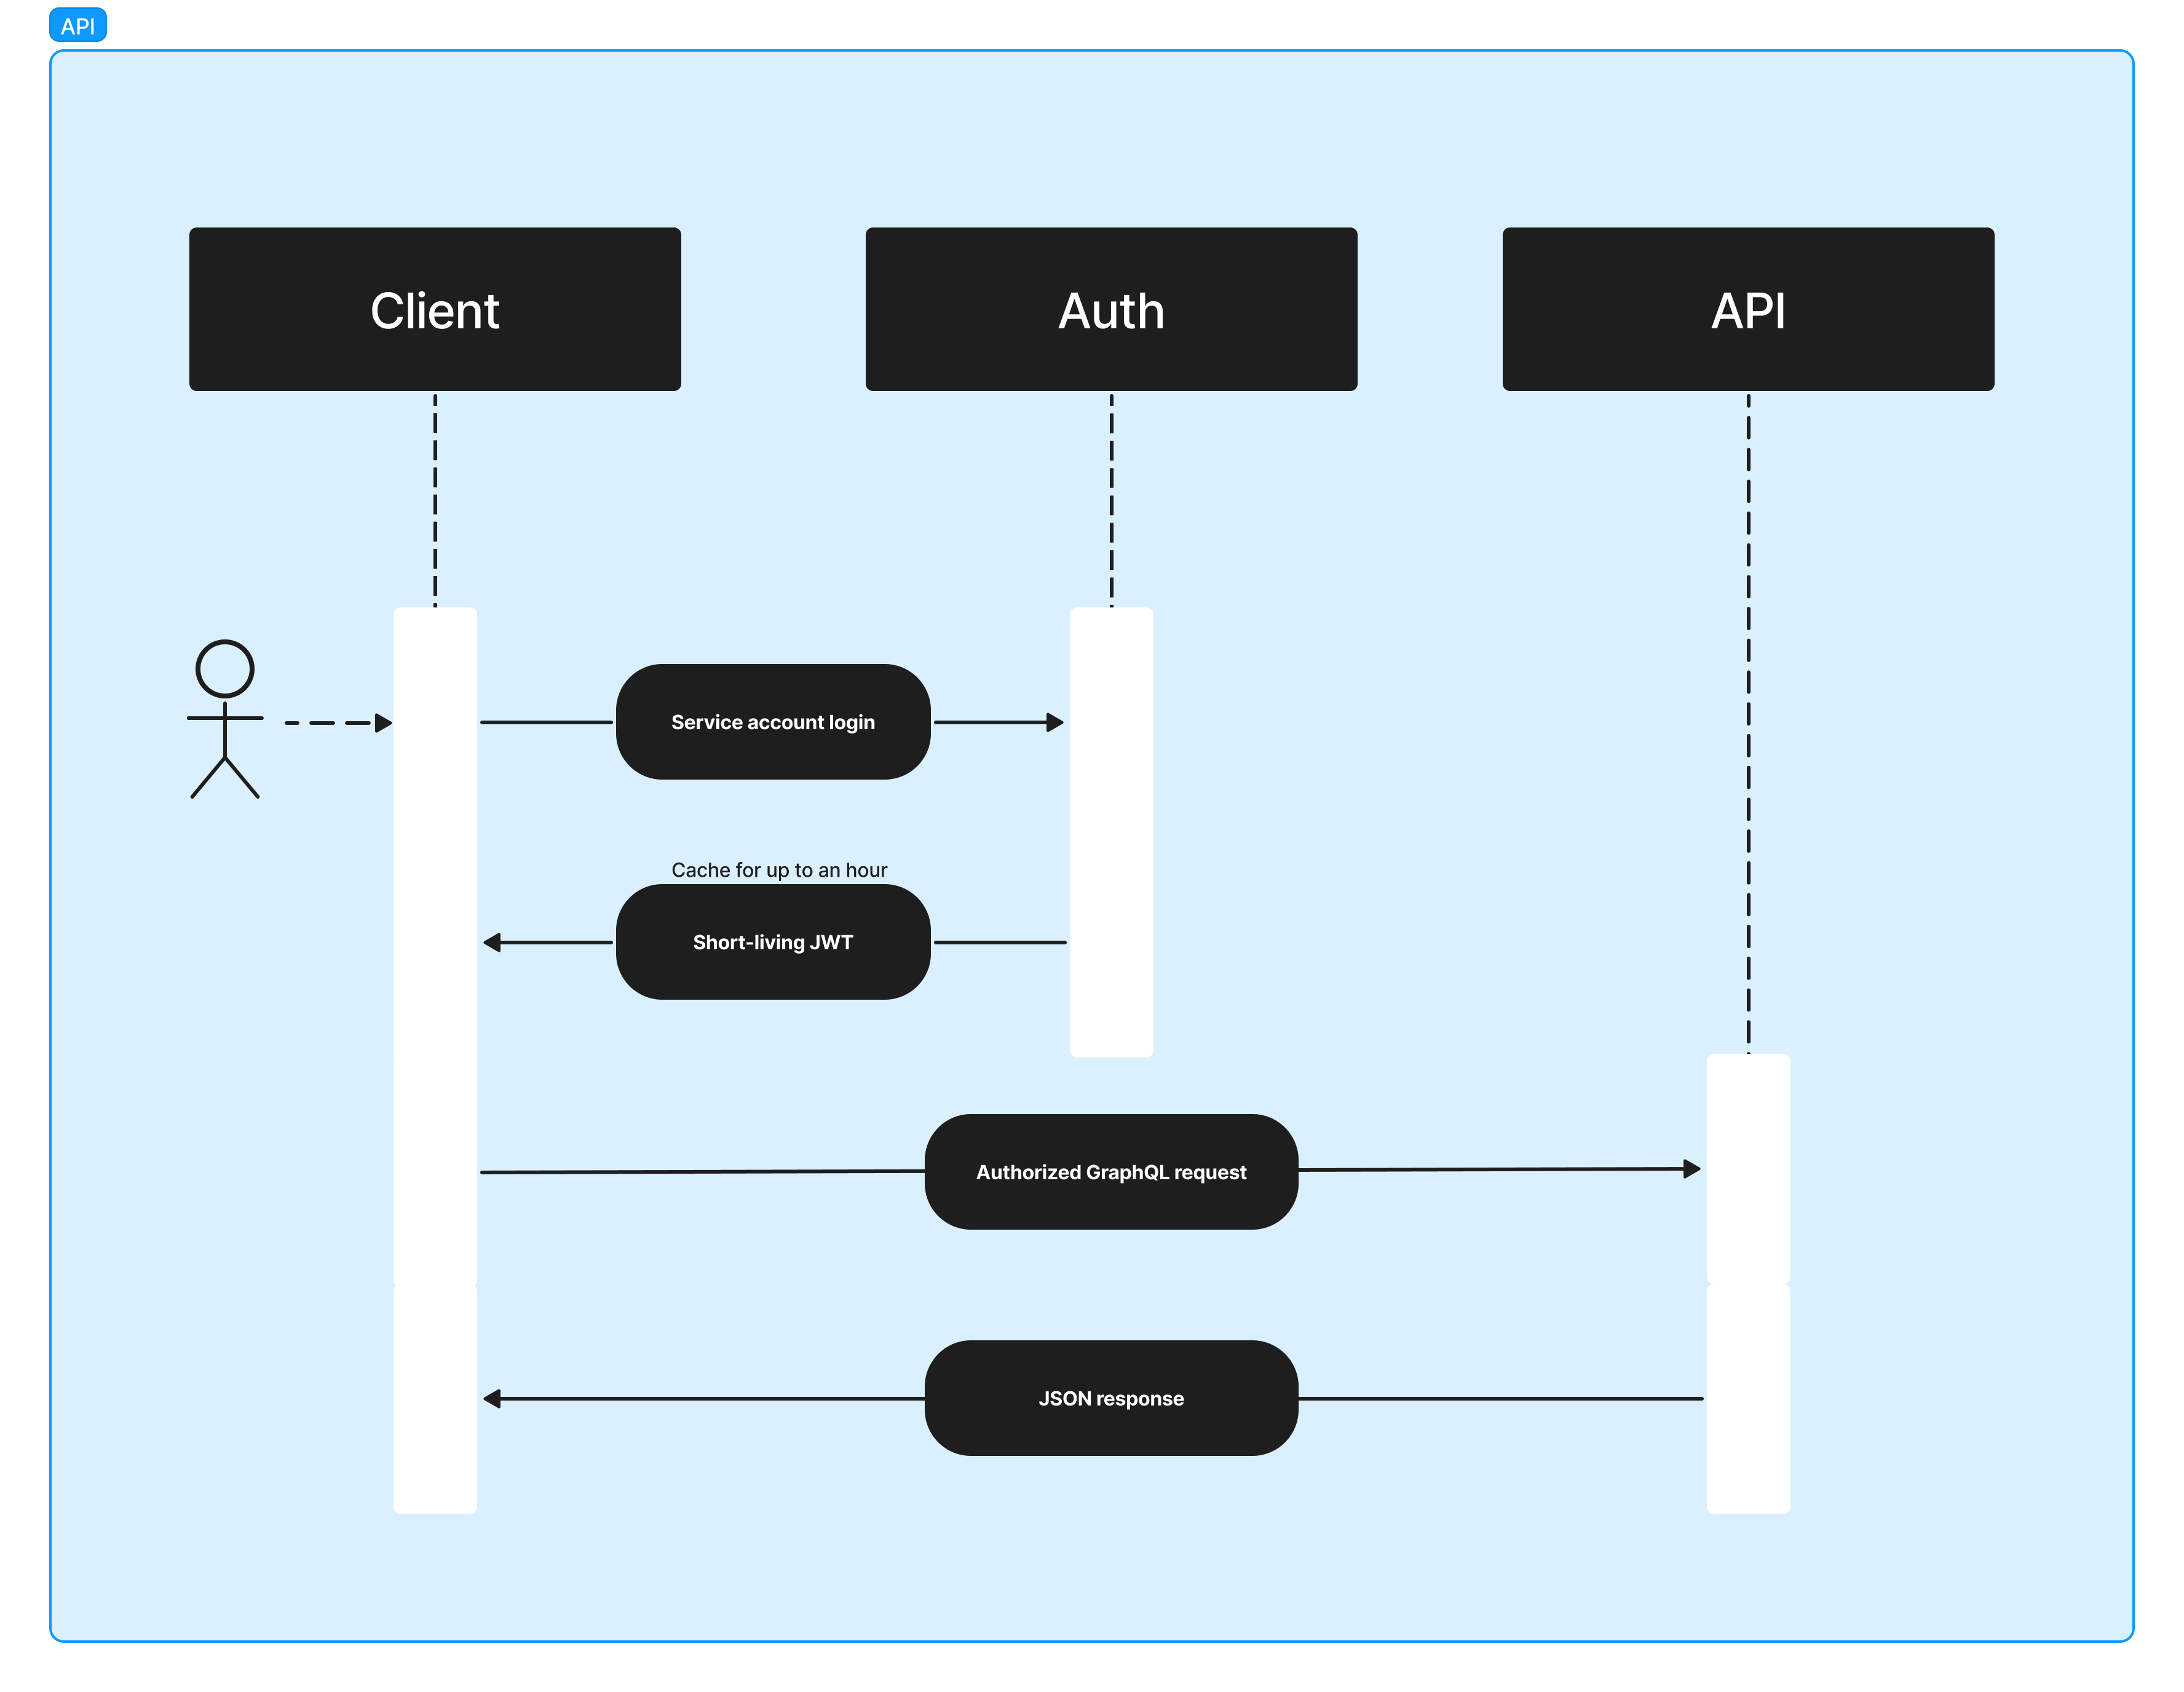 API
Client
Auth
API
Service account login
Cache for up to an hour
Short-living JWT
Authorized GraphQL request
JSON response